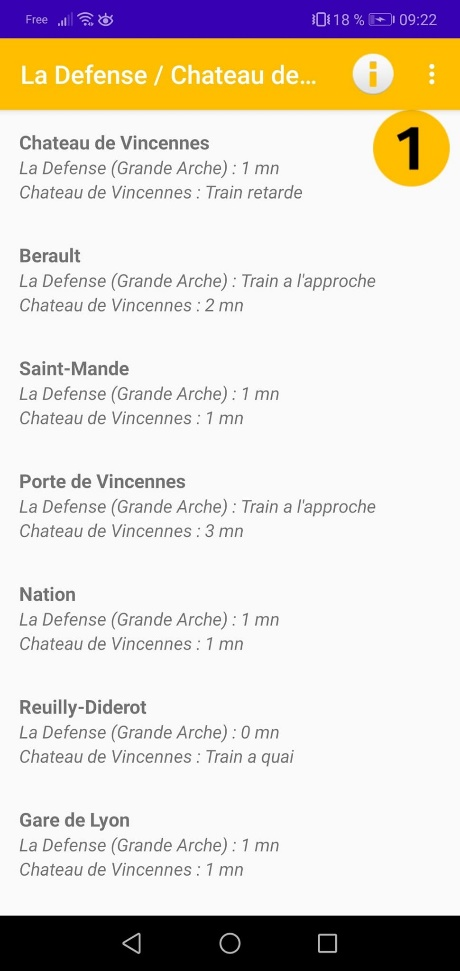 Free 18 % 09:22
La Defense / Chateau de...
1
Chateau de Vincennes
La Defense (Grande Arche) : 1 mn
Chateau de Vincennes : Train retarde
Berault
La Defense (Grande Arche) : Train a l'approche
Chateau de Vincennes : 2 mn
Saint-Mande
La Defense (Grande Arche) : 1 mn
Chateau de Vincennes : 1 mn
Porte de Vincennes
La Defense (Grande Arche) : Train a l'approche
Chateau de Vincennes : 3 mn
Nation
La Defense (Grande Arche) : 1 mn
Chateau de Vincennes : 1 mn
Reuilly-Diderot
La Defense (Grande Arche) : 0 mn
Chateau de Vincennes : Train a quai
Gare de Lyon
La Defense (Grande Arche) : 1 mn
Chateau de Vincennes : 1 mn